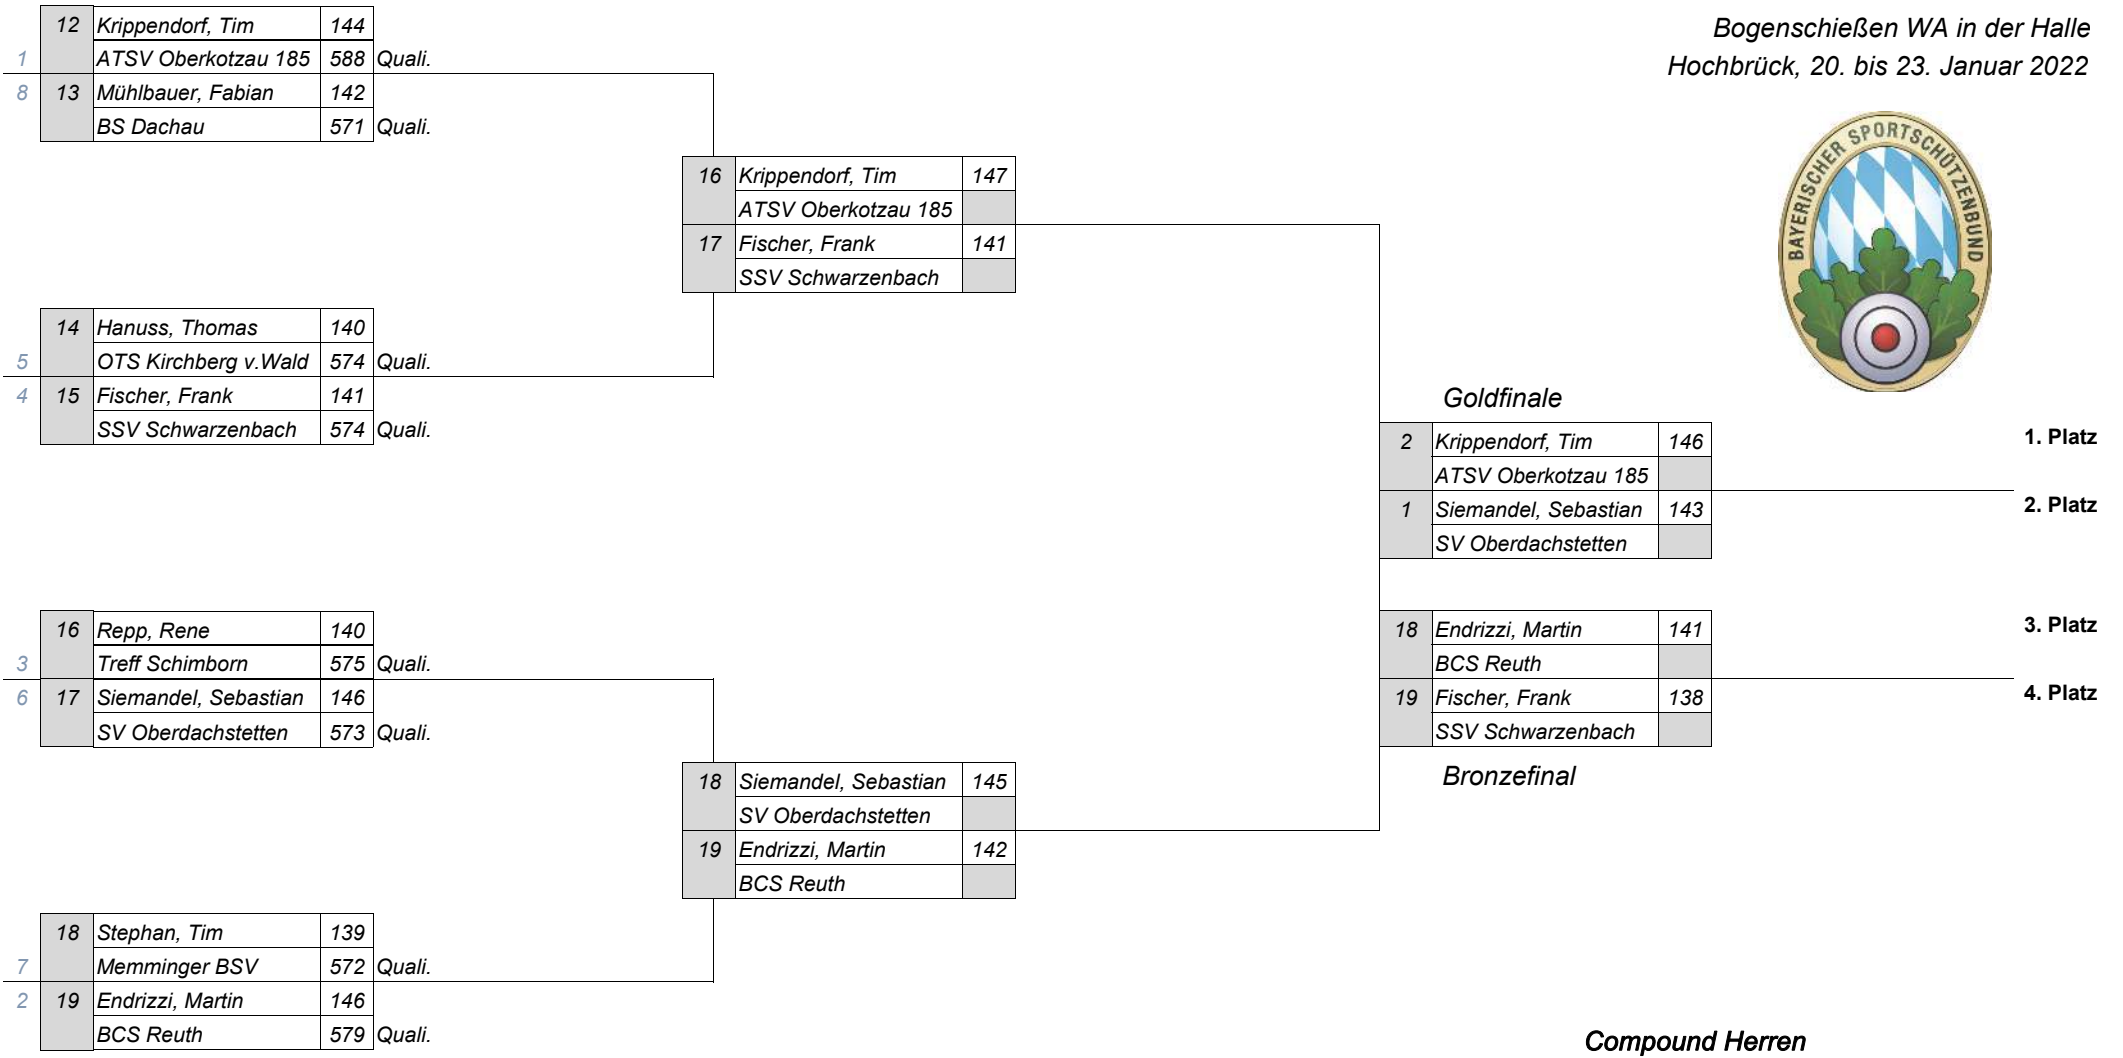 Bogenschießen WA in der Halle
Hochbrück, 20. bis 23. Januar 2022
BAYERISCHER SPORTSCHÜTZENBUND
12 Krippendorf, Tim 144
1 ATSV Oberkotzau 185 588 Quali.
8 13 Mühlbauer, Fabian 142
BS Dachau 571 Quali.
14 Hanuss, Thomas 140
5 OTS Kirchberg v.Wald 574 Quali.
4 15 Fischer, Frank 141
SSV Schwarzenbach 574 Quali.
16 Repp, Rene 140
3 Treff Schimborn 575 Quali.
6 17 Siemandel, Sebastian 146
SV Oberdachstetten 573 Quali.
18 Stephan, Tim 139
7 Memminger BSV 572 Quali.
2 19 Endrizzi, Martin 146
BCS Reuth 579 Quali.
16 Krippendorf, Tim 147
ATSV Oberkotzau 185
17 Fischer, Frank 141
SSV Schwarzenbach
18 Siemandel, Sebastian 145
SV Oberdachstetten
19 Endrizzi, Martin 142
BCS Reuth
Goldfinale
2 Krippendorf, Tim 146 1. Platz
ATSV Oberkotzau 185
1 Siemandel, Sebastian 143 2. Platz
SV Oberdachstetten
18 Endrizzi, Martin 141 3. Platz
BCS Reuth
19 Fischer, Frank 138 4. Platz
SSV Schwarzenbach
Bronzefinal
Compound Herren